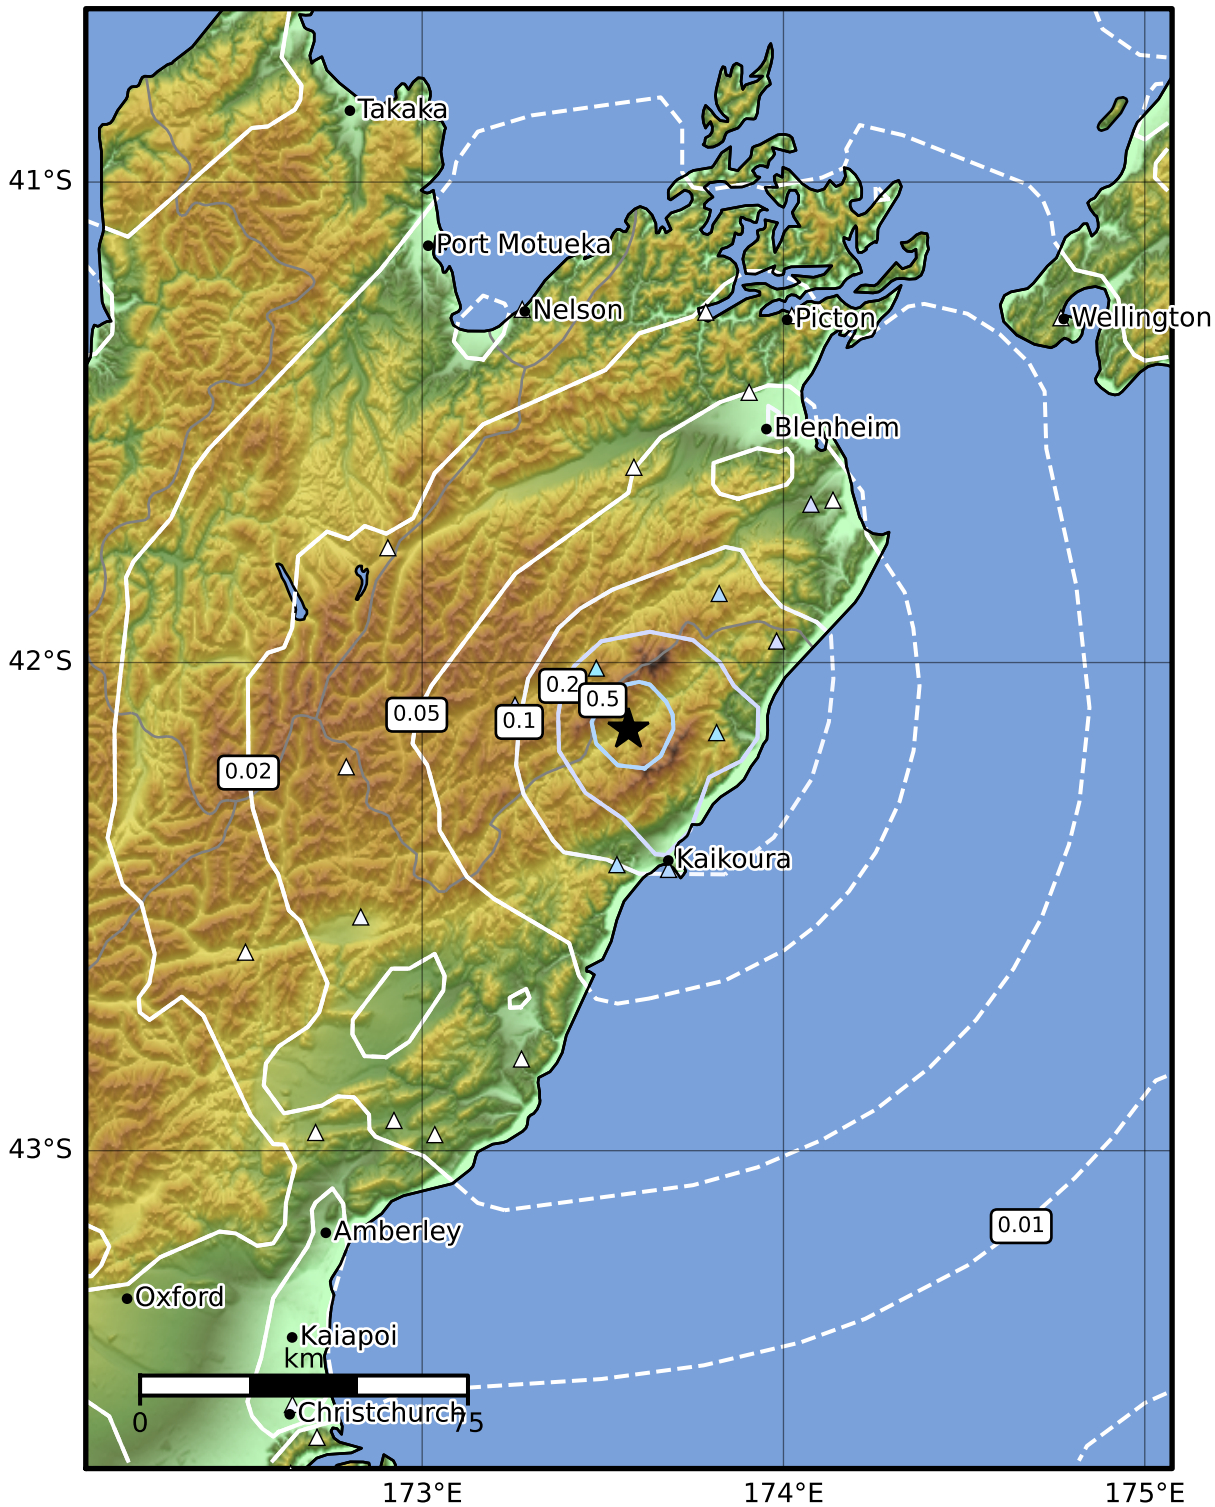 Takaka
41°S
Port Motueka
Nelson
Picton
Wellington
Blenheim
42°S
0.2
0.5
0.05
0.1
0.02
Kaikoura
43°S
0.01
Amberley
Oxford
Kaiapoi
km
0
75
Christchurch
173°E
174°E
175°E